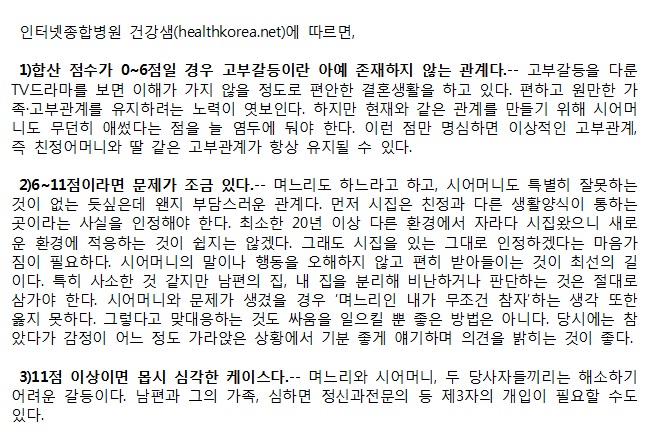 인터넷종합병원 건강샘(healthkorea.net)에 따르면,
1)합산 점수가 0~6점일 경우 고부갈등이란 아예 존재하지 않는 관계다.-- 고부갈등을 다룬
TV드라마를 보면 이해가 가지 않을 정도로 편안한 결혼생활을 하고 있다. 편하고 원만한 가
족·고부관계를 유지하려는 노력이 엿보인다. 하지만 현재와 같은 관계를 만들기 위해 시어머
니도 무던히 애썼다는 점을 늘 염두에 둬야 한다. 이런 점만 명심하면 이상적인 고부관계,
즉 친정어머니와 딸 같은 고부관계가 항상 유지될 수 있다.
2)6~11점이라면 문제가 조금 있다.-- 며느리도 하느라고 하고, 시어머니도 특별히 잘못하는
것이 없는 듯싶은데 왠지 부담스러운 관계다. 먼저 시집은 친정과 다른 생활양식이 통하는
곳이라는 사실을 인정해야 한다. 최소한 20년 이상 다른 환경에서 자라다 시집왔으니 새로
운 환경에 적응하는 것이 쉽지는 않겠다. 그래도 시집을 있는 그대로 인정하겠다는 마음가
짐이 필요하다. 시어머니의 말이나 행동을 오해하지 않고 편히 받아들이는 것이 최선의 길
이다. 특히 사소한 것 같지만 남편의 집, 내 집을 분리해 비난하거나 판단하는 것은 절대로
삼가야 한다. 시어머니와 문제가 생겼을 경우 '며느리인 내가 무조건 참자'하는 생각 또한
옳지 못하다. 그렇다고 맞대응하는 것도 싸움을 일으킬 뿐 좋은 방법은 아니다. 당시에는 참
았다가 감정이 어느 정도 가라앉은 상황에서 기분 좋게 얘기하며 의견을 밝히는 것이 좋다.
3)11점 이상이면 몹시 심각한 케이스다.-- 며느리와 시어머니, 두 당사자들끼리는 해소하기
어려운 갈등이다. 남편과 그의 가족, 심하면 정신과전문의 등 제3자의 개입이 필요할 수도
있다.